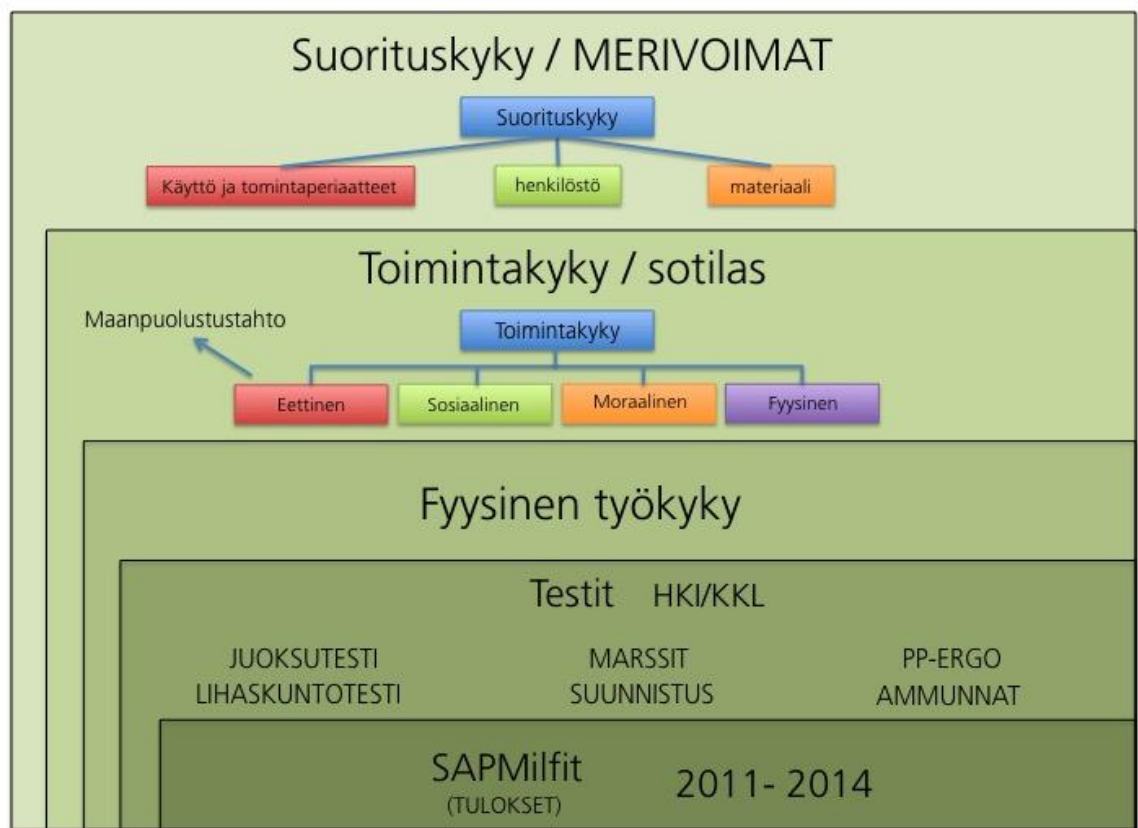 Suorituskyky / MERIVOIMAT
Suorituskyky
Käyttö ja tomintaperiaatteet henkilöstö materiaali
Toimintakyky / sotilas
Maanpuolustustahto
Toimintakyky
Eettinen Sosiaalinen Moraalinen Fyysinen
Fyysinen työkyky
Testit HKI/KKL
JUOKSUTESTI MARSSIT PP-ERGO
LIHASKUNTOTESTI SUUNNISTUS AMMUNNAT
SAPMilfit 2011- 2014
(TULOKSET)